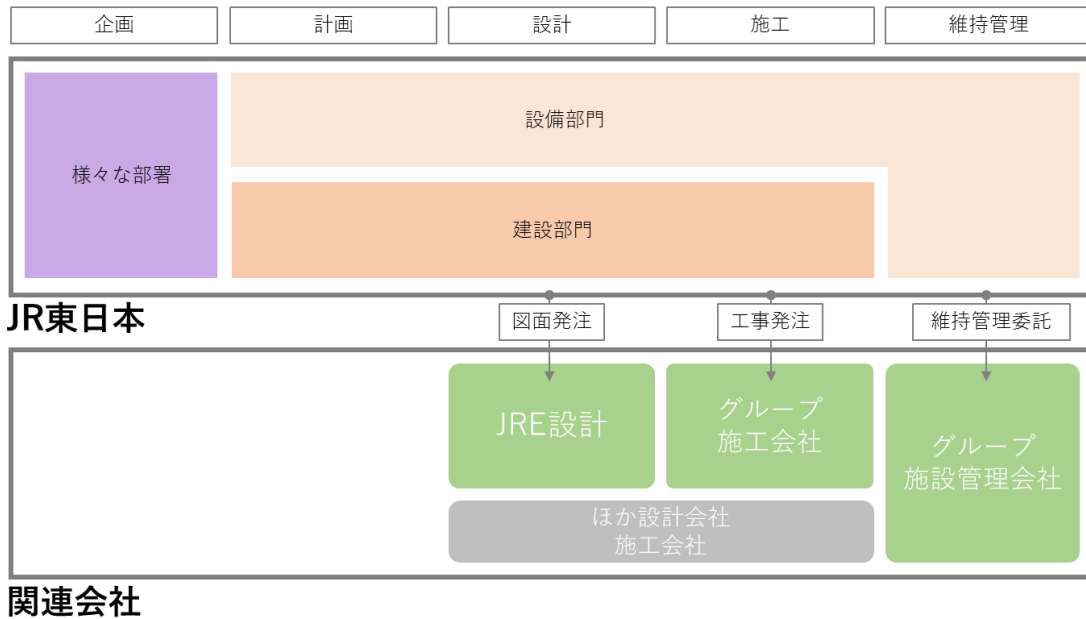 企画
計画
設計
施工
維持管理
様々な部署
設備部門
建設部門
JR東日本
図面発注
工事発注
維持管理委託
JRE設計
グループ
施工会社
グループ
施設管理会社
ほか設計会社
施工会社
関連会社